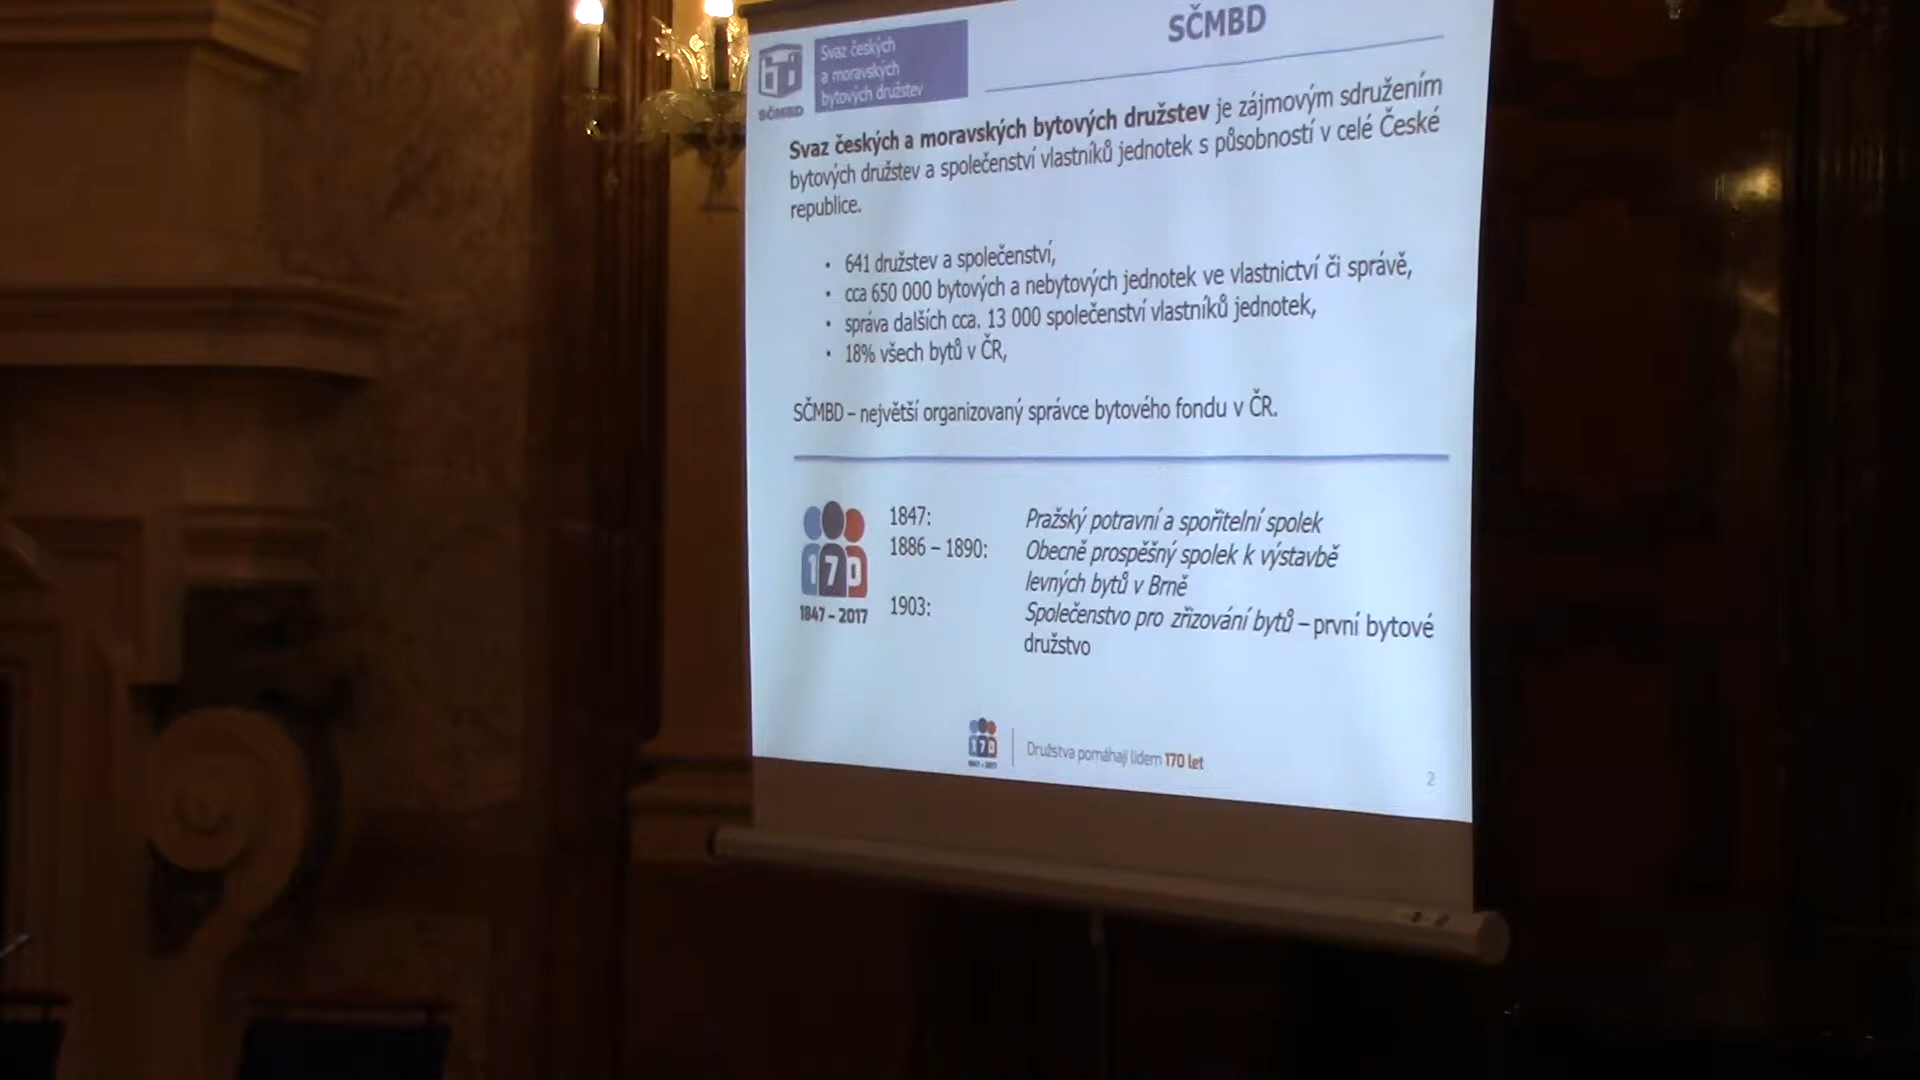 SČMBD
Svaz českých
a moravských
bytových družstev
SČMBD
Svaz českých a moravských bytových družstev je zájmovým sdružením
bytových družstev a společenství vlastníků jednotek s působností v celé České
republice.
• 641 družstev a společenství,
• cca 650 000 bytových a nebytových jednotek ve vlastnictví či správě,
• správa dalších cca. 13 000 společenství vlastníků jednotek,
• 18% všech bytů v ČR,
SČMBD – největší organizovaný správce bytového fondu v ČR.
170
1847 – 2017
1847: Pražský potravní a spořitelní spolek
1886 – 1890: Obecně prospěšný spolek k výstavbě
levných bytů v Brně
1903: Společenstvo pro zřizování bytů – první bytové
družstvo
170
1847 – 2017
Družstva pomáhají lidem 170 let
2